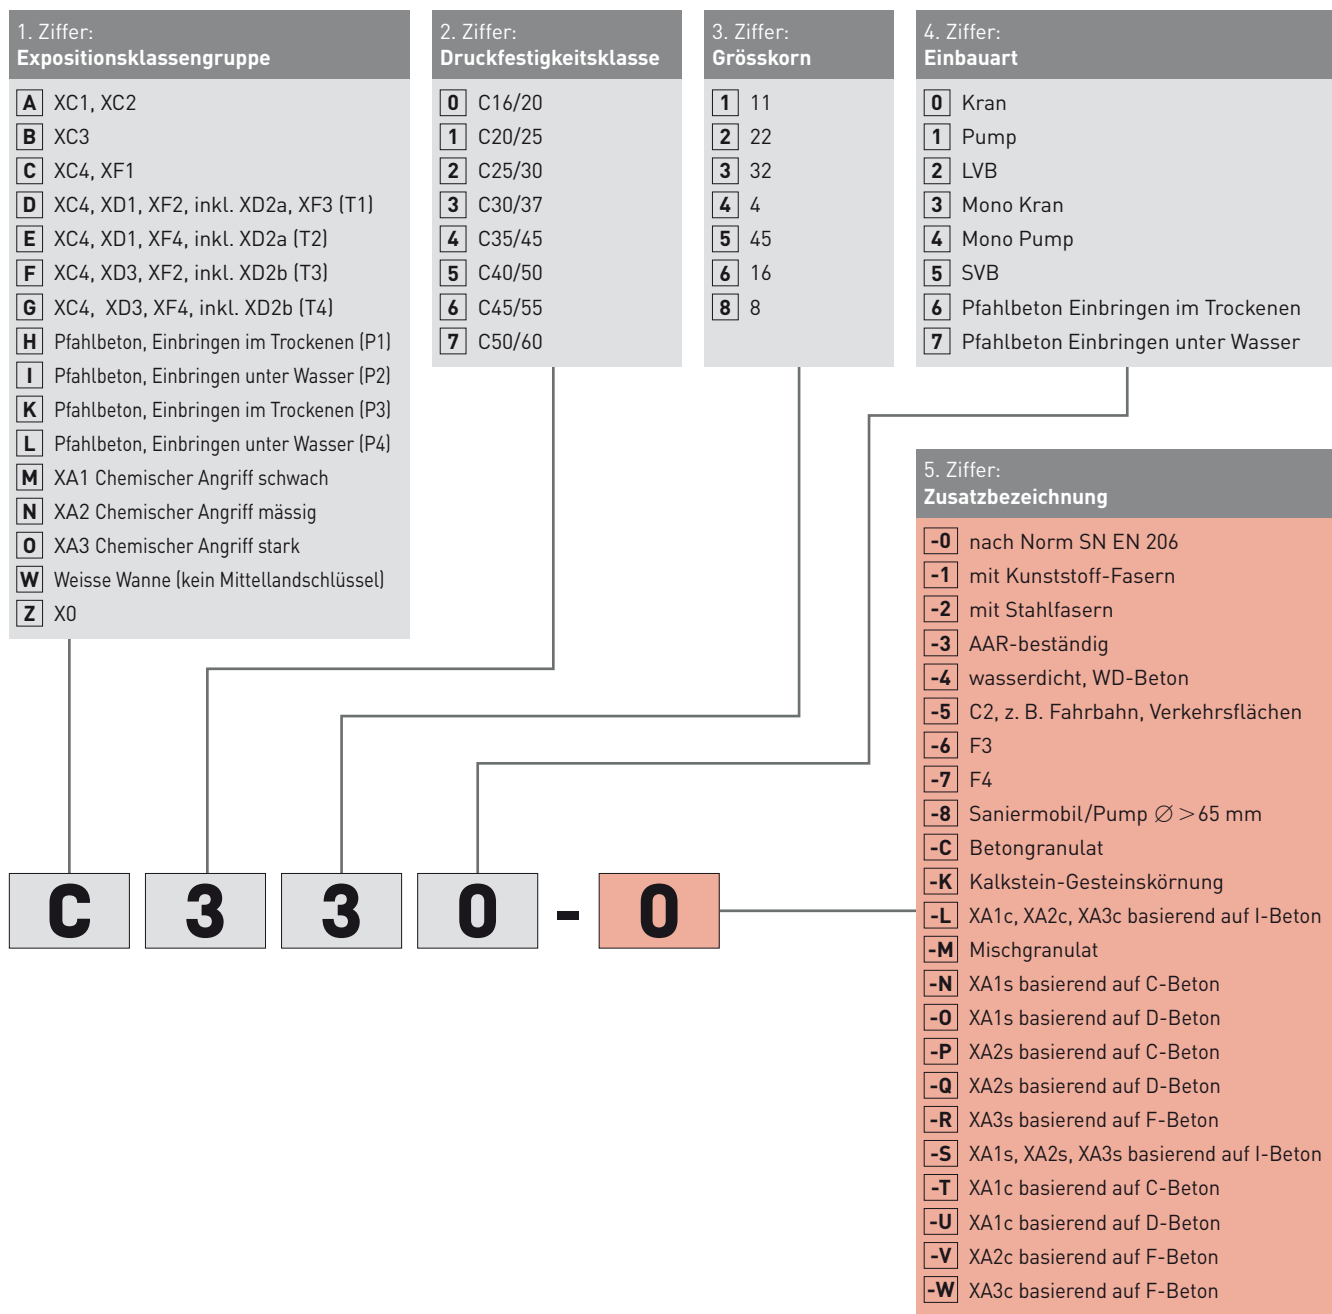 1. Ziffer:
Expositionsklassengruppe
A XC1, XC2
B XC3
C XC4, XF1
D XC4, XD1, XF2, inkl. XD2a, XF3 (T1)
E XC4, XD1, XF4, inkl. XD2a (T2)
F XC4, XD3, XF2, inkl. XD2b (T3)
G XC4, XD3, XF4, inkl. XD2b (T4)
H Pfahlbeton, Einbringen im Trockenen (P1)
I Pfahlbeton, Einbringen unter Wasser (P2)
K Pfahlbeton, Einbringen im Trockenen (P3)
L Pfahlbeton, Einbringen unter Wasser (P4)
M XA1 Chemischer Angriff schwach
N XA2 Chemischer Angriff mässig
O XA3 Chemischer Angriff stark
W Weisse Wanne (kein Mittellandschlüssel)
Z X0
2. Ziffer:
Druckfestigkeitsklasse
0 C16/20
1 C20/25
2 C25/30
3 C30/37
4 C35/45
5 C40/50
6 C45/55
7 C50/60
3. Ziffer:
Grösskorn
1 11
2 22
3 32
4 4
5 45
6 16
8 8
4. Ziffer:
Einbauart
0 Kran
1 Pump
2 LVB
3 Mono Kran
4 Mono Pump
5 SVB
6 Pfahlbeton Einbringen im Trockenen
7 Pfahlbeton Einbringen unter Wasser
5. Ziffer:
Zusatzbezeichnung
-0 nach Norm SN EN 206
-1 mit Kunststoff-Fasern
-2 mit Stahlfasern
-3 AAR-beständig
-4 wasserdicht, WD-Beton
-5 C2, z. B. Fahrbahn, Verkehrsflächen
-6 F3
-7 F4
-8 Saniermobil/Pump ∅ > 65 mm
-C Betongranulat
-K Kalkstein-Gesteinskörnung
-L XA1c, XA2c, XA3c basierend auf I-Beton
-M Mischgranulat
-N XA1s basierend auf C-Beton
-O XA1s basierend auf D-Beton
-P XA2s basierend auf C-Beton
-Q XA2s basierend auf D-Beton
-R XA3s basierend auf F-Beton
-S XA1s, XA2s, XA3s basierend auf I-Beton
-T XA1c basierend auf C-Beton
-U XA1c basierend auf D-Beton
-V XA2c basierend auf F-Beton
-W XA3c basierend auf F-Beton
C 3 3 0 - 0